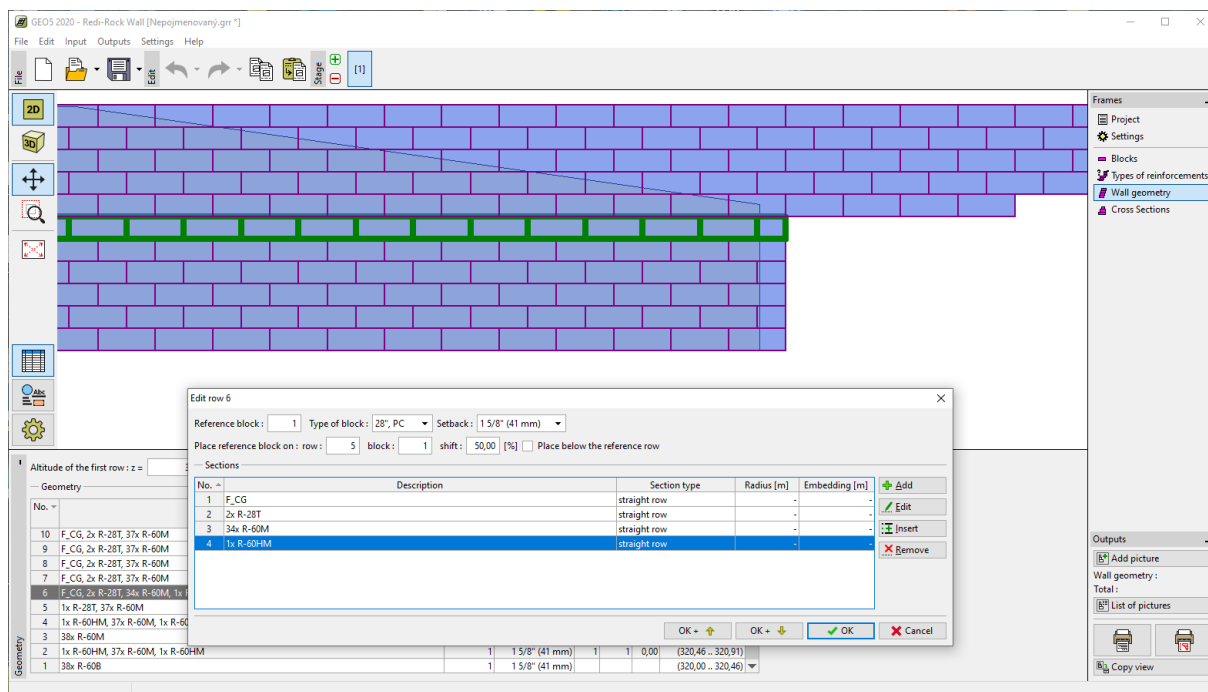 GEO5 2020 - Redi-Rock Wall [Nepojmenovaný.grr *]
File Edit Input Outputs Settings Help
File Edit Stage [1]
2D
3D
Abc
Frames
Project
Settings
Blocks
Types of reinforcements
Wall geometry
Cross Sections
Edit row 6
Reference block : 1 Type of block : 28", PC Setback : 1 5/8" (41 mm)
Place reference block on : row : 5 block : 1 shift : 50,00 [%] Place below the reference row
Sections
No. Description Section type Radius [m] Embedding [m]
1 F_CG straight row - -
2 2x R-28T straight row - -
3 34x R-60M straight row - -
4 1x R-60HM straight row - -
Add
Edit
Insert
Remove
OK + OK + OK Cancel
Altitude of the first row : z =
Geometry
No.
10 F_CG, 2x R-28T, 37x R-60M
9 F_CG, 2x R-28T, 37x R-60M
8 F_CG, 2x R-28T, 37x R-60M
7 F_CG, 2x R-28T, 37x R-60M
6 F_CG, 2x R-28T, 34x R-60M, 1x
5 1x R-28T, 37x R-60M
4 1x R-60HM, 37x R-60M, 1x R-60
3 38x R-60M
2 1x R-60HM, 37x R-60M, 1x R-60HM 1 1 5/8" (41 mm) 1 1 0,00 (320,46 .. 320,91)
1 38x R-60B 1 1 5/8" (41 mm) (320,00 .. 320,46)
Geometry
Outputs
Add picture
Wall geometry :
Total :
List of pictures
Copy view